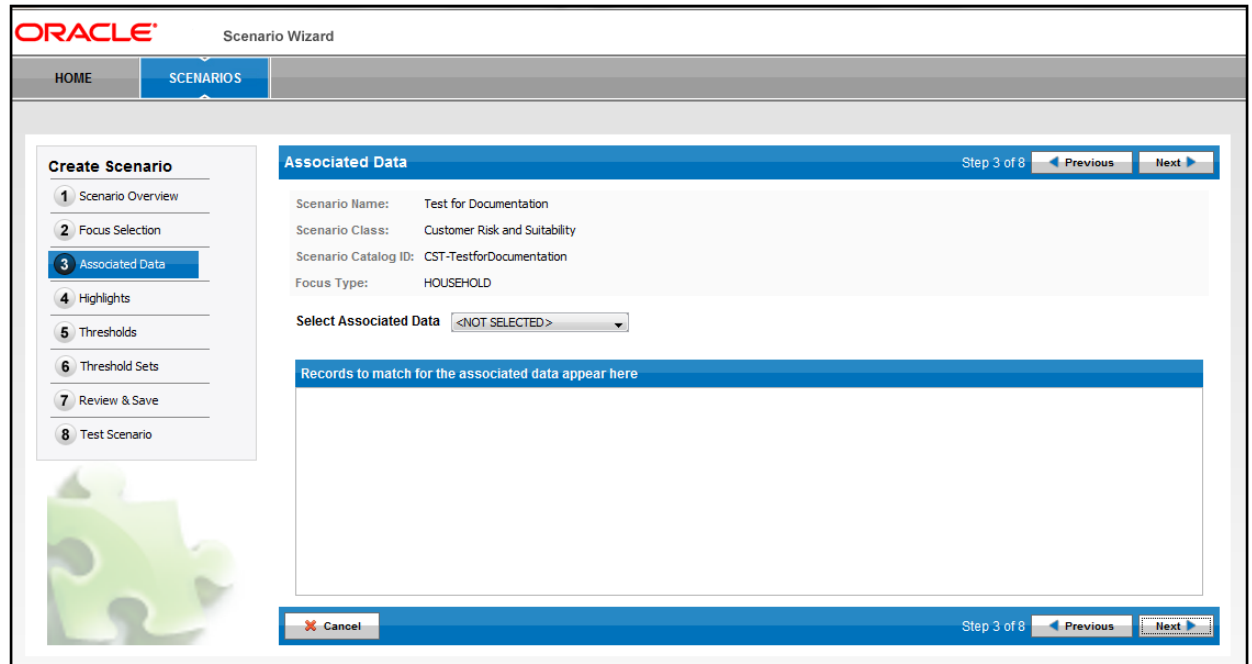 ORACLE
Scenario Wizard
HOME
SCENARIOS
Create Scenario
1 Scenario Overview
2 Focus Selection
3 Associated Data
4 Highlights
5 Thresholds
6 Threshold Sets
7 Review & Save
8 Test Scenario
Associated Data
Step 3 of 8 Previous Next
Scenario Name: Test for Documentation
Scenario Class: Customer Risk and Suitability
Scenario Catalog ID: CST-TestforDocumentation
Focus Type: HOUSEHOLD
Select Associated Data <NOT SELECTED>
Records to match for the associated data appear here
Cancel
Step 3 of 8 Previous Next